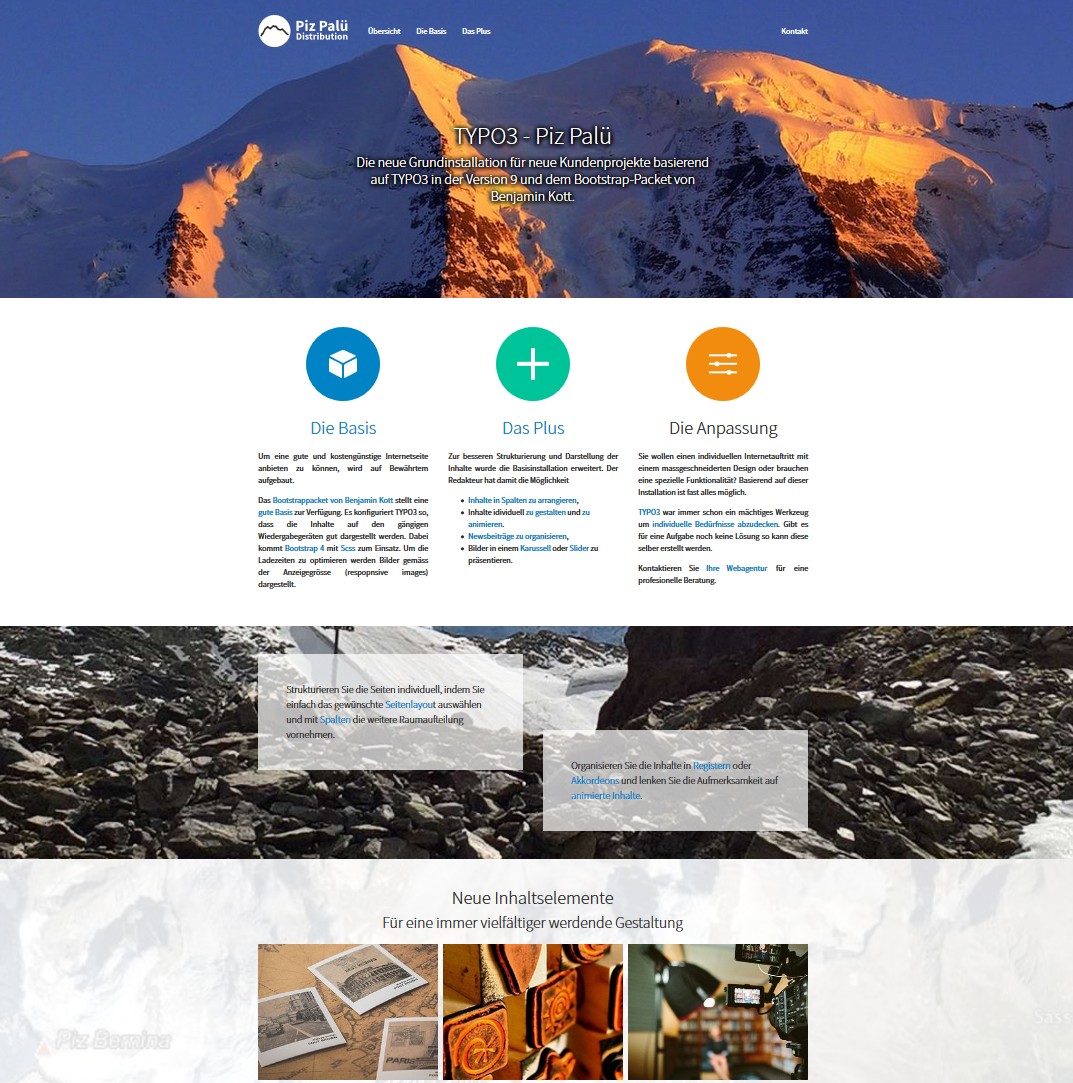 Piz Palü
Distribution
Übersicht Die Basis Das Plus Kontakt
TYPO3 - Piz Palü
Die neue Grundinstallation für neue Kundenprojekte basierend
auf TYPO3 in der Version 9 und dem Bootstrap-Packet von
Benjamin Kott.
Die Basis
Um eine gute und kostengünstige Internetseite
anbieten zu können, wird auf Bewährtem
aufgebaut.
Das Bootstrappacket von Benjamin Kott stellt eine
gute Basis zur Verfügung. Es konfiguriert TYPO3 so,
dass die Inhalte auf den gängigen
Wiedergabegeräten gut dargestellt werden. Dabei
kommt Bootstrap 4 mit Scss zum Einsatz. Um die
Ladezeiten zu optimieren werden Bilder gemäss
der Anzeigegrösse (respopnsive images)
dargestellt.
Das Plus
Zur besseren Strukturierung und Darstellung der
Inhalte wurde die Basisinstallation erweitert. Der
Redakteur hat damit die Möglichkeit
• Inhalte in Spalten zu arrangieren,
• Inhalte idividuell zu gestalten und zu
animieren.
• Newsbeiträge zu organisieren,
• Bilder in einem Karussell oder Slider zu
präsentieren.
Die Anpassung
Sie wollen einen individuellen Internetauftritt mit
einem massgeschneiderten Design oder brauchen
eine spezielle Funktionalität? Basierend auf dieser
Installation ist fast alles möglich.
TYPO3 war immer schon ein mächtiges Werkzeug
um individuelle Bedürfnisse abzudecken. Gibt es
für eine Aufgabe noch keine Lösung so kann diese
selber erstellt werden.
Kontaktieren Sie Ihre Webagentur für eine
profesionelle Beratung.
Strukturieren Sie die Seiten individuell, indem Sie
einfach das gewünschte Seitenlayout auswählen
und mit Spalten die weitere Raumaufteilung
vornehmen.
Organisieren Sie die Inhalte in Registern oder
Akkordeons und lenken Sie die Aufmerksamkeit auf
animierte Inhalte.
Neue Inhaltselemente
Für eine immer vielfältiger werdende Gestaltung
Piz Bernina
PARIS